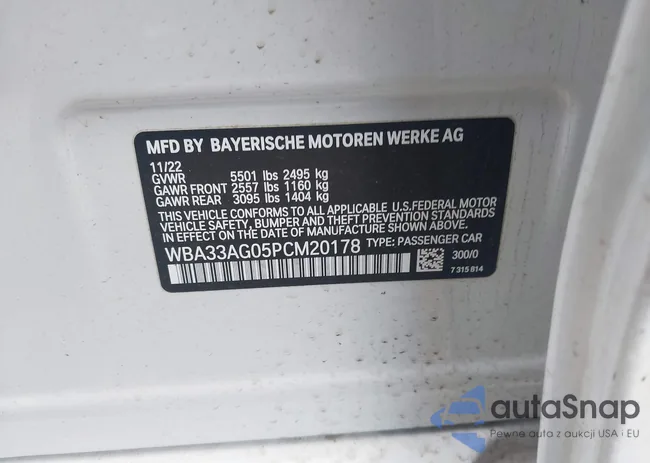 MFD BY BAYERISCHE MOTOREN WERKE AG
11/22
GVWR 5501 lbs 2495 kg
GAWR FRONT 2557 lbs 1160 kg
GAWR REAR 3095 lbs 1404 kg
THIS VEHICLE CONFORMS TO ALL APPLICABLE U.S.FEDERAL MOTOR
VEHICLE SAFETY, BUMPER, AND THEFT PREVENTION STANDARDS
IN EFFECT ON THE DATE OF MANUFACTURE SHOWN ABOVE.
WBA33AG05PCM20178 TYPE: PASSENGER CAR
300/0
7 315 814
autoSnap
Pewne auto z aukcji USA i EU